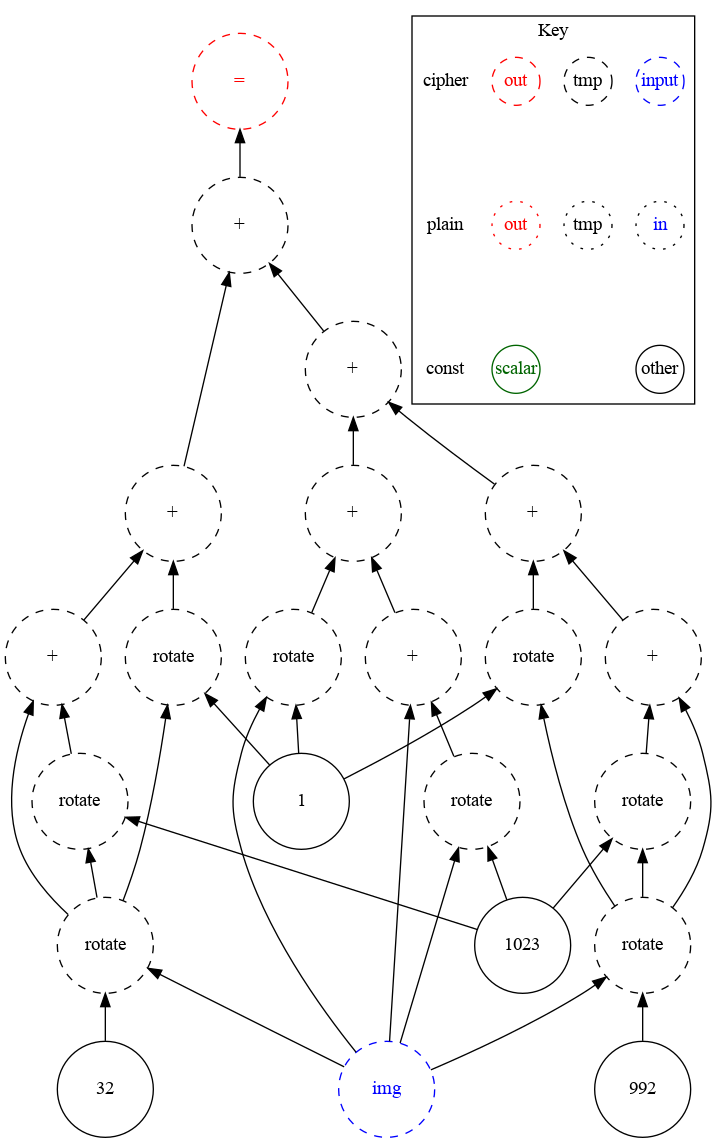 Key
cipher out tmp input
plain out tmp in
const scalar other
=
+
+
+ + +
+ rotate rotate + rotate +
rotate 1 rotate rotate
rotate 1023 rotate
32 img 992